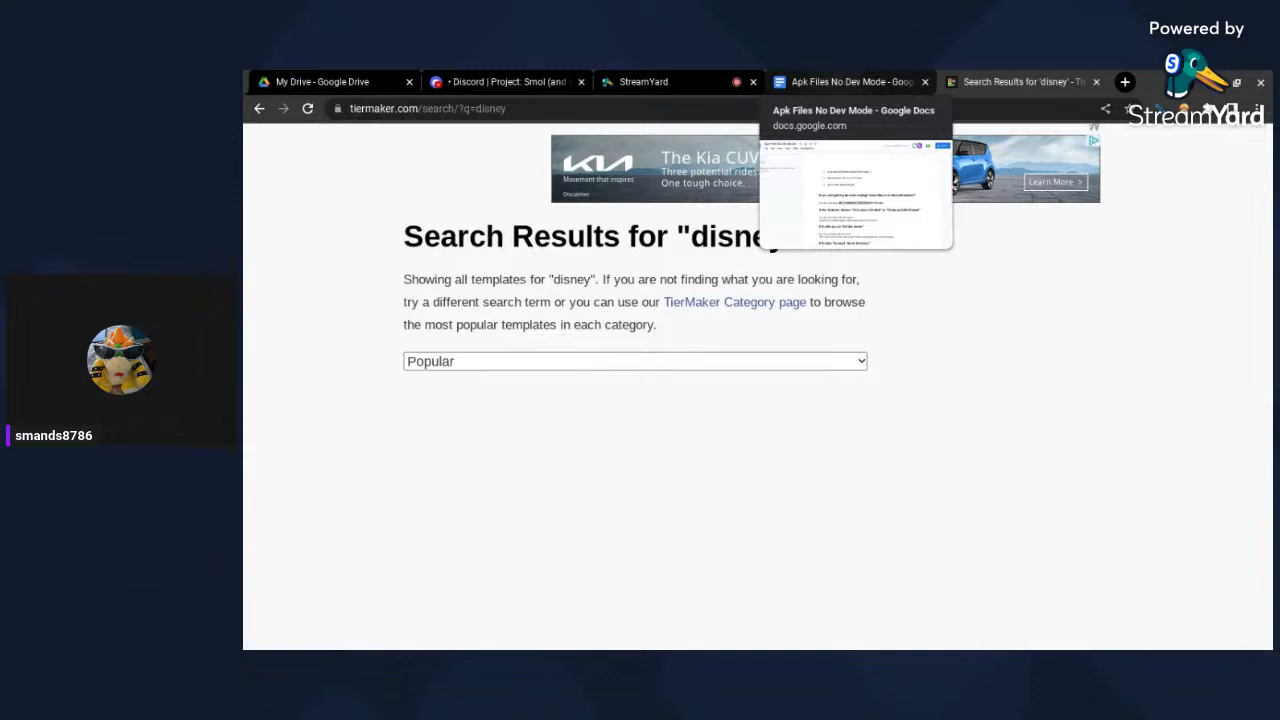 Powered by
StreamYard
My Drive - Google Drive
• Discord | Project: Smol (and
StreamYard
Apk Files No Dev Mode - Goog
Search Results for 'disney' - Ti
tiermaker.com/search/?q=disney
Apk Files No Dev Mode - Google Docs
docs.google.com
KIA
Movement that inspires
Disclaimer
The Kia CUV
Three potential rides.
One tough choice.
Learn More >
Search Results for "disney
Showing all templates for "disney". If you are not finding what you are looking for,
try a different search term or you can use our TierMaker Category page to browse
the most popular templates in each category.
Popular
smands8786